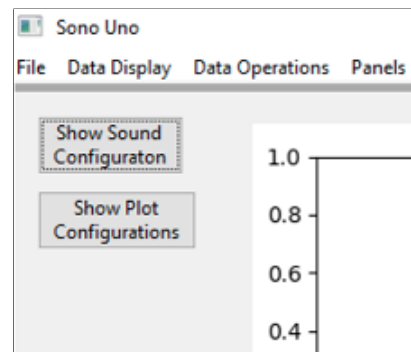 Sono Uno
File Data Display Data Operations Panels
Show Sound
Configuraton
Show Plot
Configurations
1.0
0.8
0.6
0.4